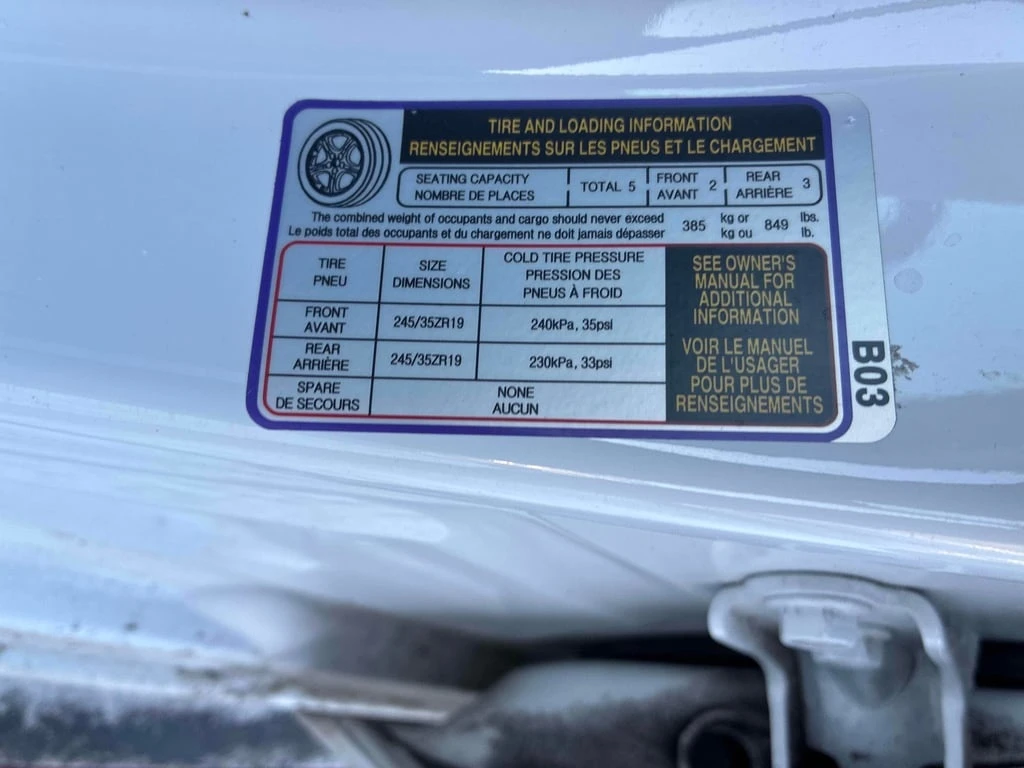 TIRE AND LOADING INFORMATION
RENSEIGNEMENTS SUR LES PNEUS ET LE CHARGEMENT
SEATING CAPACITY
NOMBRE DE PLACES
TOTAL 5
FRONT
AVANT 2
REAR
ARRIÈRE 3
The combined weight of occupants and cargo should never exceed
Le poids total des occupants et du chargement ne doit jamais dépasser
385 kg or
kg ou 849 lbs.
lb.
TIRE
PNEU
SIZE
DIMENSIONS
COLD TIRE PRESSURE
PRESSION DES
PNEUS À FROID
FRONT
AVANT
245/35ZR19
240kPa, 35psi
REAR
ARRIÈRE
245/35ZR19
230kPa, 33psi
SPARE
DE SECOURS
NONE
AUCUN
SEE OWNER'S
MANUAL FOR
ADDITIONAL
INFORMATION
VOIR LE MANUEL
DE L'USAGER
POUR PLUS DE
RENSEIGNEMENTS
B03